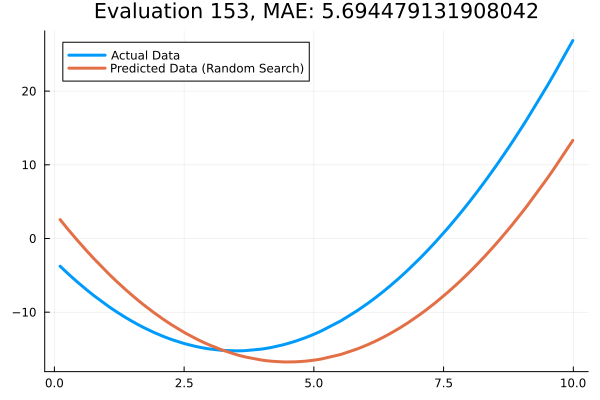 Evaluation 153, MAE: 5.694479131908042
Actual Data
Predicted Data (Random Search)
20
10
0
−10
0.0 2.5 5.0 7.5 10.0